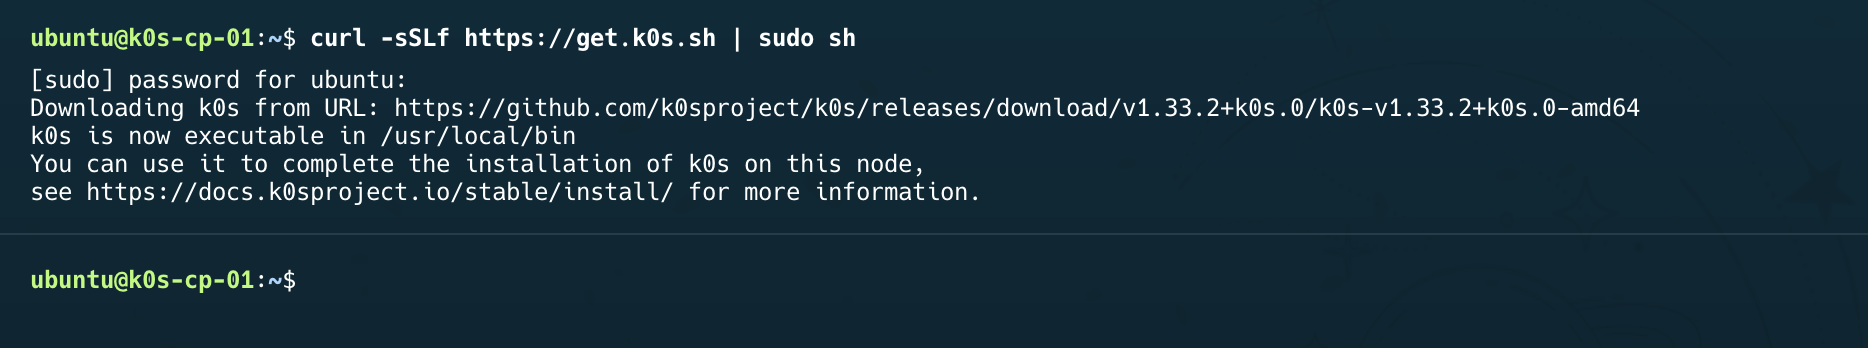 ubuntu@k0s-cp-01:~$ curl -sSLf https://get.k0s.sh | sudo sh
[sudo] password for ubuntu:
Downloading k0s from URL: https://github.com/k0sproject/k0s/releases/download/v1.33.2+k0s.0/k0s-v1.33.2+k0s.0-amd64
k0s is now executable in /usr/local/bin
You can use it to complete the installation of k0s on this node,
see https://docs.k0sproject.io/stable/install/ for more information.
ubuntu@k0s-cp-01:~$